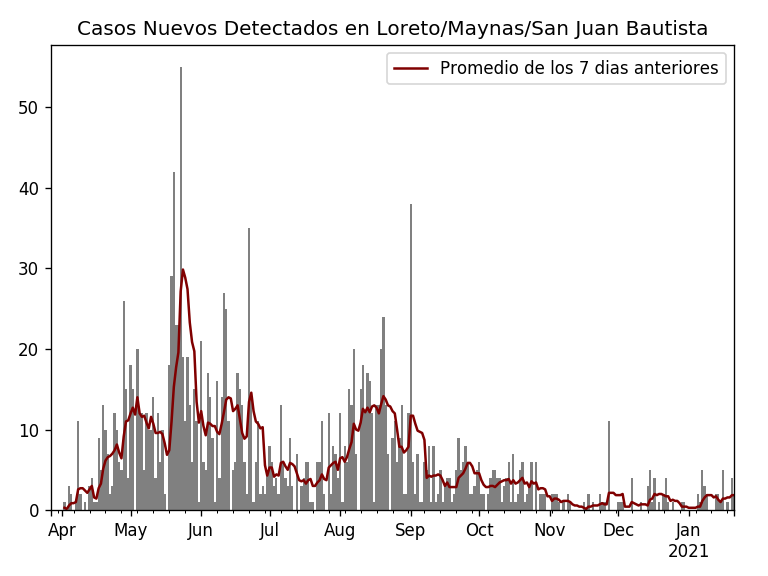 Casos Nuevos Detectados en Loreto/Maynas/San Juan Bautista
Promedio de los 7 dias anteriores
50
40
30
20
10
0
Apr May Jun Jul Aug Sep Oct Nov Dec Jan
2021